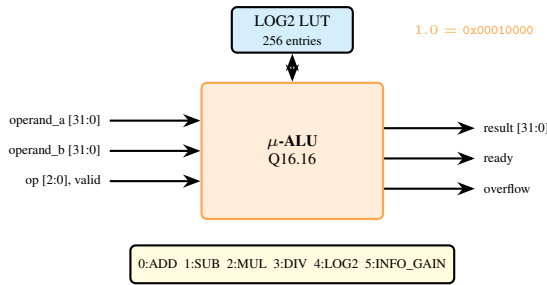 LOG2 LUT
256 entries
1.0 = 0x00010000
operand_a [31:0]
operand_b [31:0]
op [2:0], valid
μ-ALU
Q16.16
result [31:0]
ready
overflow
0:ADD 1:SUB 2:MUL 3:DIV 4:LOG2 5:INFO_GAIN